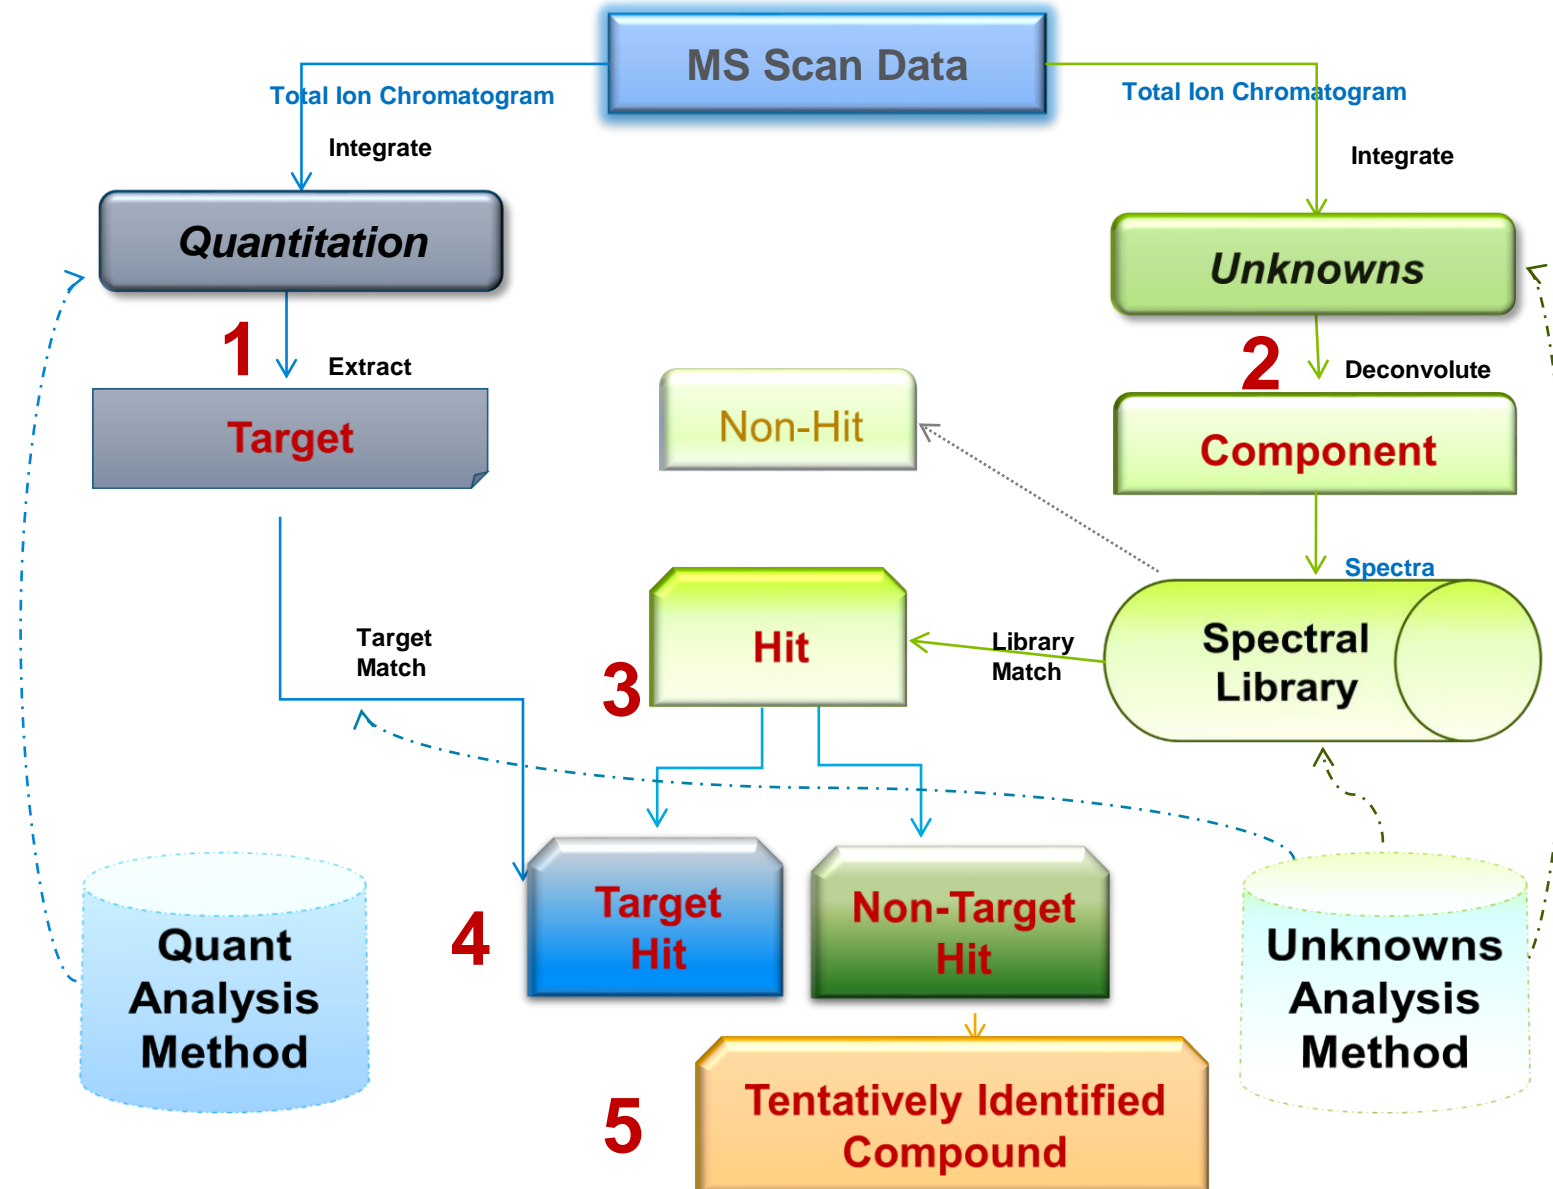 MS Scan Data
Total Ion Chromatogram
Total Ion Chromatogram
Integrate
Integrate
Quantitation
Unknowns
1
Extract
2
Deconvolute
Target
Non-Hit
Component
Spectra
Target
Match
Hit
Library
Match
Spectral
Library
3
Target
Hit
Non-Target
Hit
4
Quant
Analysis
Method
Unknowns
Analysis
Method
5
Tentatively Identified
Compound